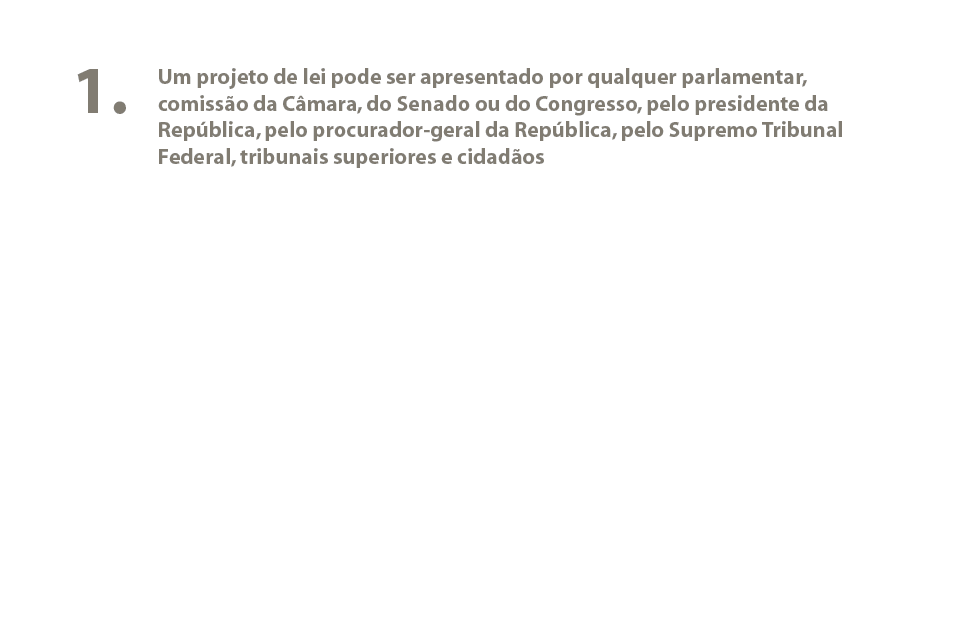 1.
Um projeto de lei pode ser apresentado por qualquer parlamentar,
comissão da Câmara, do Senado ou do Congresso, pelo presidente da
República, pelo procurador-geral da República, pelo Supremo Tribunal
Federal, tribunais superiores e cidadãos